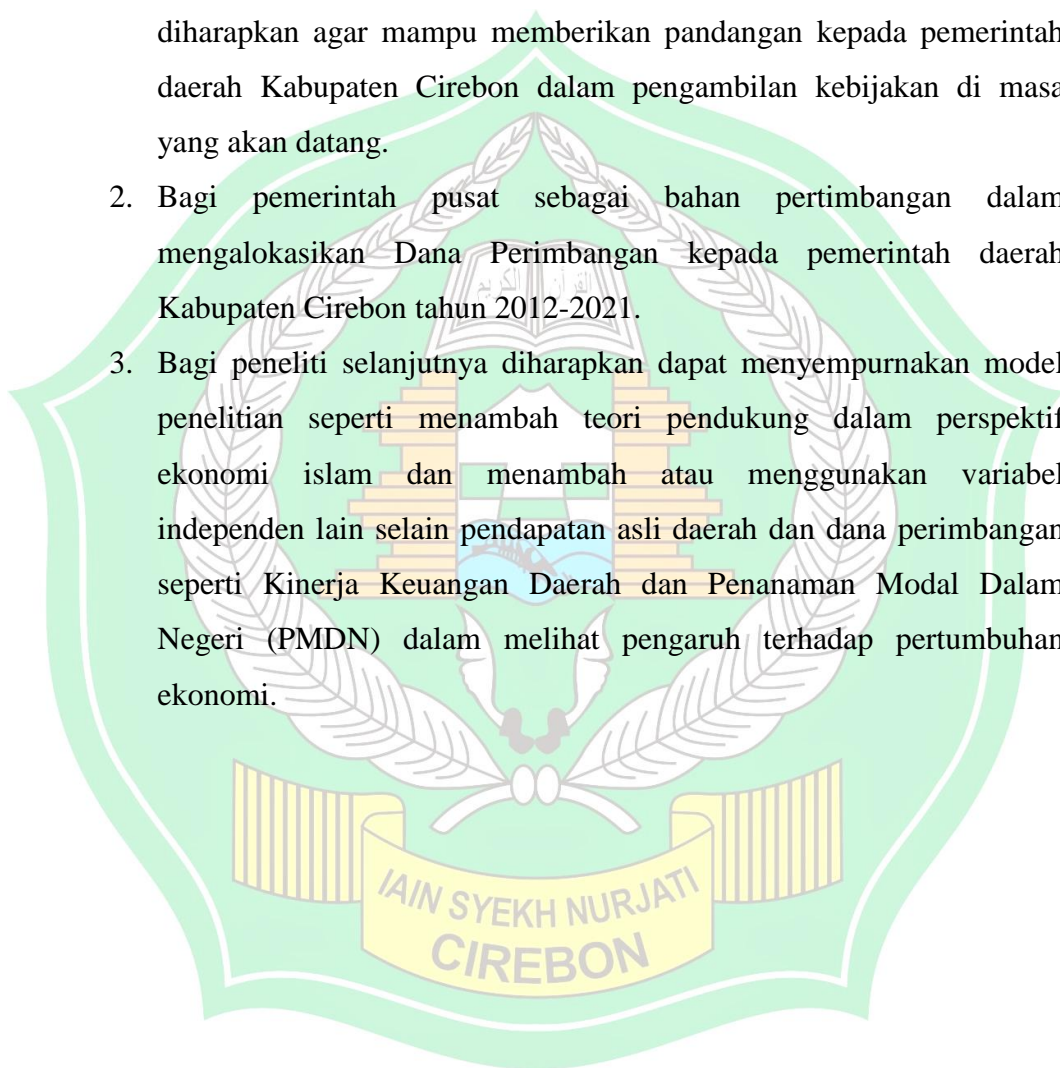 diharapkan agar mampu memberikan pandangan kepada pemerintah
daerah Kabupaten Cirebon dalam pengambilan kebijakan di masa
yang akan datang.
2. Bagi pemerintah pusat sebagai bahan pertimbangan dalam
mengalokasikan Dana Perimbangan kepada pemerintah daerah
Kabupaten Cirebon tahun 2012-2021.
3. Bagi peneliti selanjutnya diharapkan dapat menyempurnakan model
penelitian seperti menambah teori pendukung dalam perspektif
ekonomi islam dan menambah atau menggunakan variabel
independen lain selain pendapatan asli daerah dan dana perimbangan
seperti Kinerja Keuangan Daerah dan Penanaman Modal Dalam
Negeri (PMDN) dalam melihat pengaruh terhadap pertumbuhan
ekonomi.
القرآن الكريم
IAIN SYEKH NURJATI
CIREBON